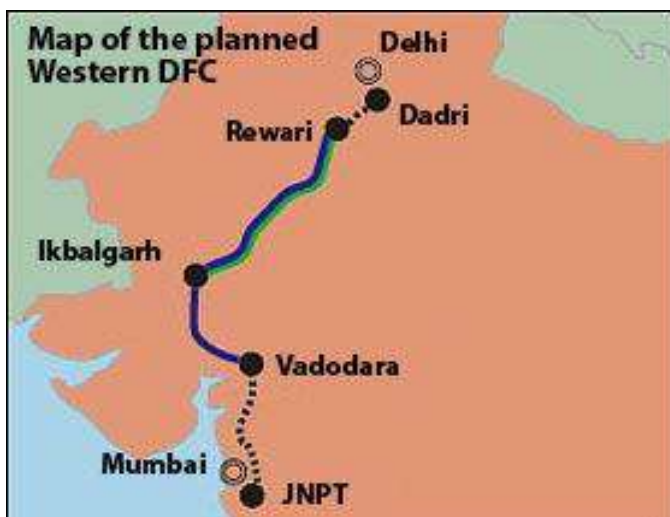 Map of the planned
Western DFC
Delhi
Dadri
Rewari
Ikbalgarh
Vadodara
Mumbai
JNPT